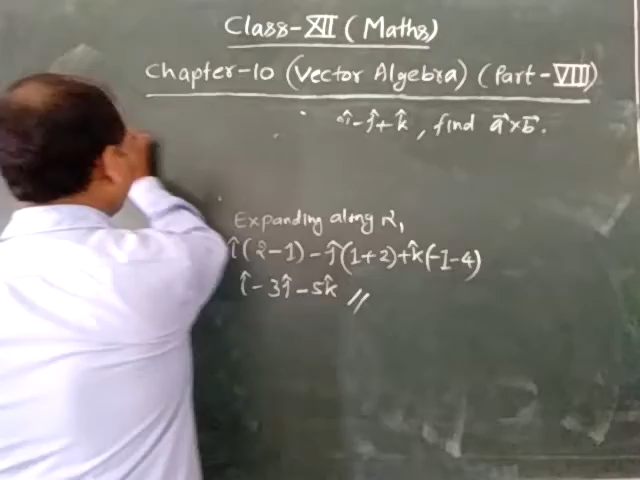 Class-XII (Maths)
Chapter-10 (Vector Algebra) (Part-VIII)
î-ĵ+k̂, find a⃗×b⃗.
Expanding along R₁
î(2-1)-ĵ(1+2)+k̂(-1-4)
î-3ĵ-5k̂ //